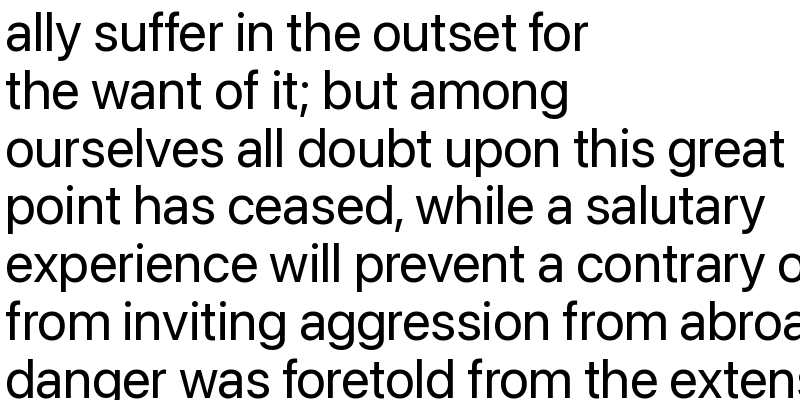 ally suffer in the outset for
the want of it; but among
ourselves all doubt upon this great
point has ceased, while a salutary
experience will prevent a contrary
from inviting aggression from
danger was foretold from the